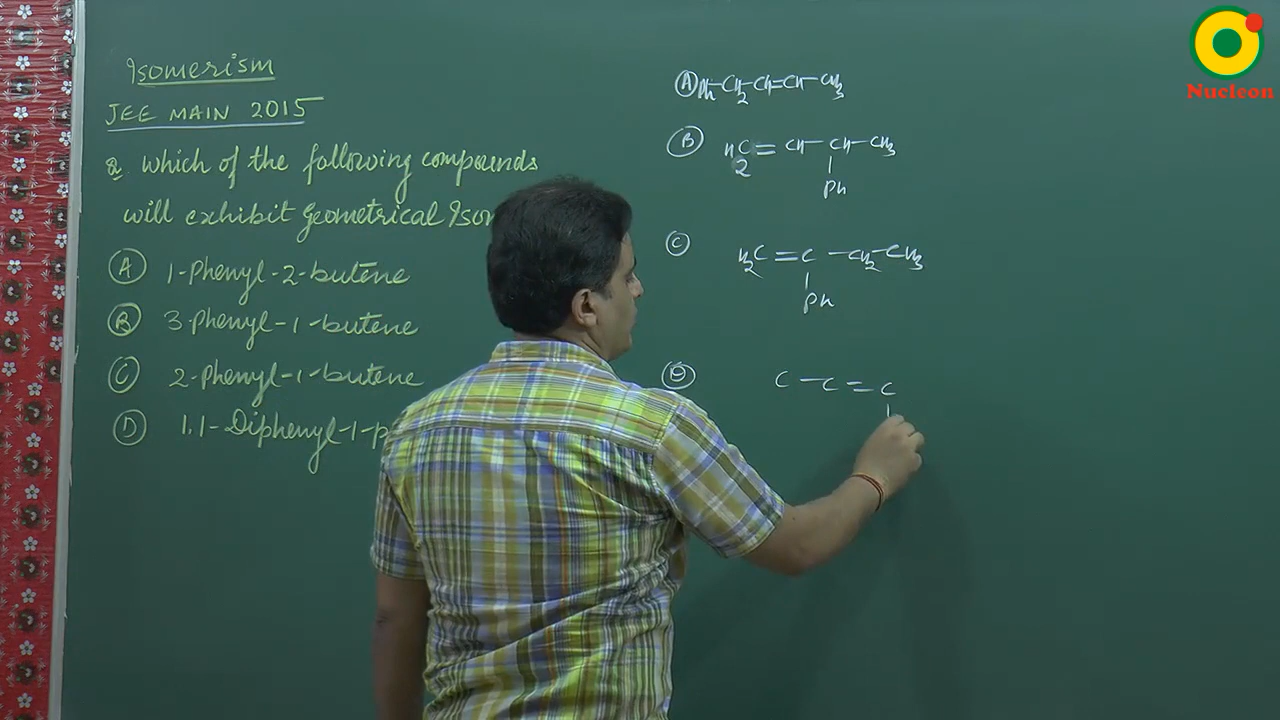 Isomerism
JEE MAIN 2015
Q. Which of the following compounds
will exhibit geometrical
(A) 1-Phenyl-2-butene
(B) 3-Phenyl-1-butene
(C) 2-Phenyl-1-butene
(D) 1,1-Diphenyl-1-p
(A) Ph-CH2-CH=CH-CH3
(B) H2C=CH-CH-CH3
Ph
(C) H2C=C-CH2-CH3
Ph
(D) C-C=C
Nucleon